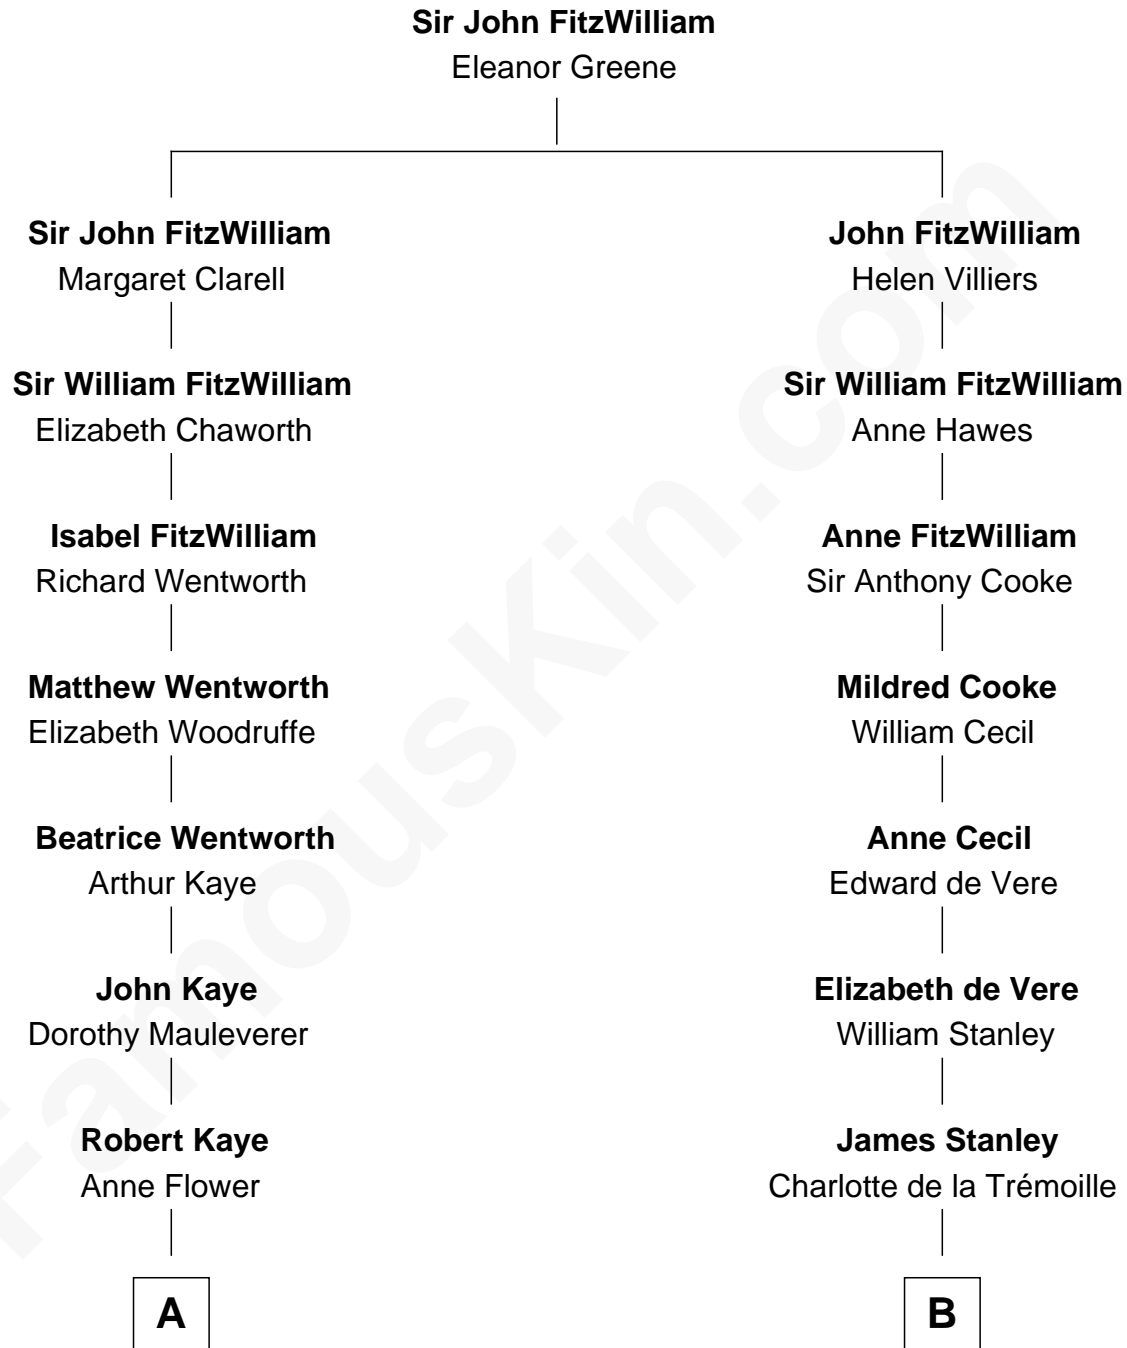 Sir John FitzWilliam
Eleanor Greene
Sir John FitzWilliam
Margaret Clarell
Sir William FitzWilliam
Elizabeth Chaworth
Isabel FitzWilliam
Richard Wentworth
Matthew Wentworth
Elizabeth Woodruffe
Beatrice Wentworth
Arthur Kaye
John Kaye
Dorothy Mauleverer
Robert Kaye
Anne Flower
A
John FitzWilliam
Helen Villiers
Sir William FitzWilliam
Anne Hawes
Anne FitzWilliam
Sir Anthony Cooke
Mildred Cooke
William Cecil
Anne Cecil
Edward de Vere
Elizabeth de Vere
William Stanley
James Stanley
Charlotte de la Trémoille
B
FamousKin.com